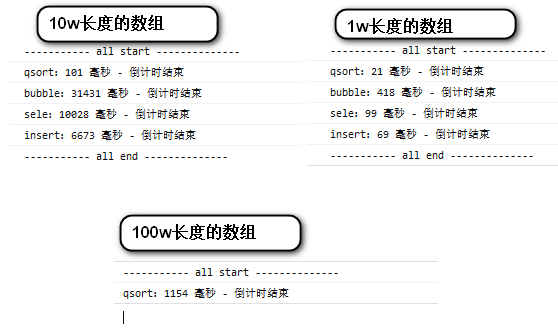 10w长度的数组
----------- all start --------------
qsort: 101 毫秒 - 倒计时结束
bubble: 31431 毫秒 - 倒计时结束
sele: 10028 毫秒 - 倒计时结束
insert: 6673 毫秒 - 倒计时结束
----------- all end --------------
1w长度的数组
----------- all start --------------
qsort: 21 毫秒 - 倒计时结束
bubble: 418 毫秒 - 倒计时结束
sele: 99 毫秒 - 倒计时结束
insert: 69 毫秒 - 倒计时结束
----------- all end --------------
100w长度的数组
----------- all start --------------
qsort: 1154 毫秒 - 倒计时结束